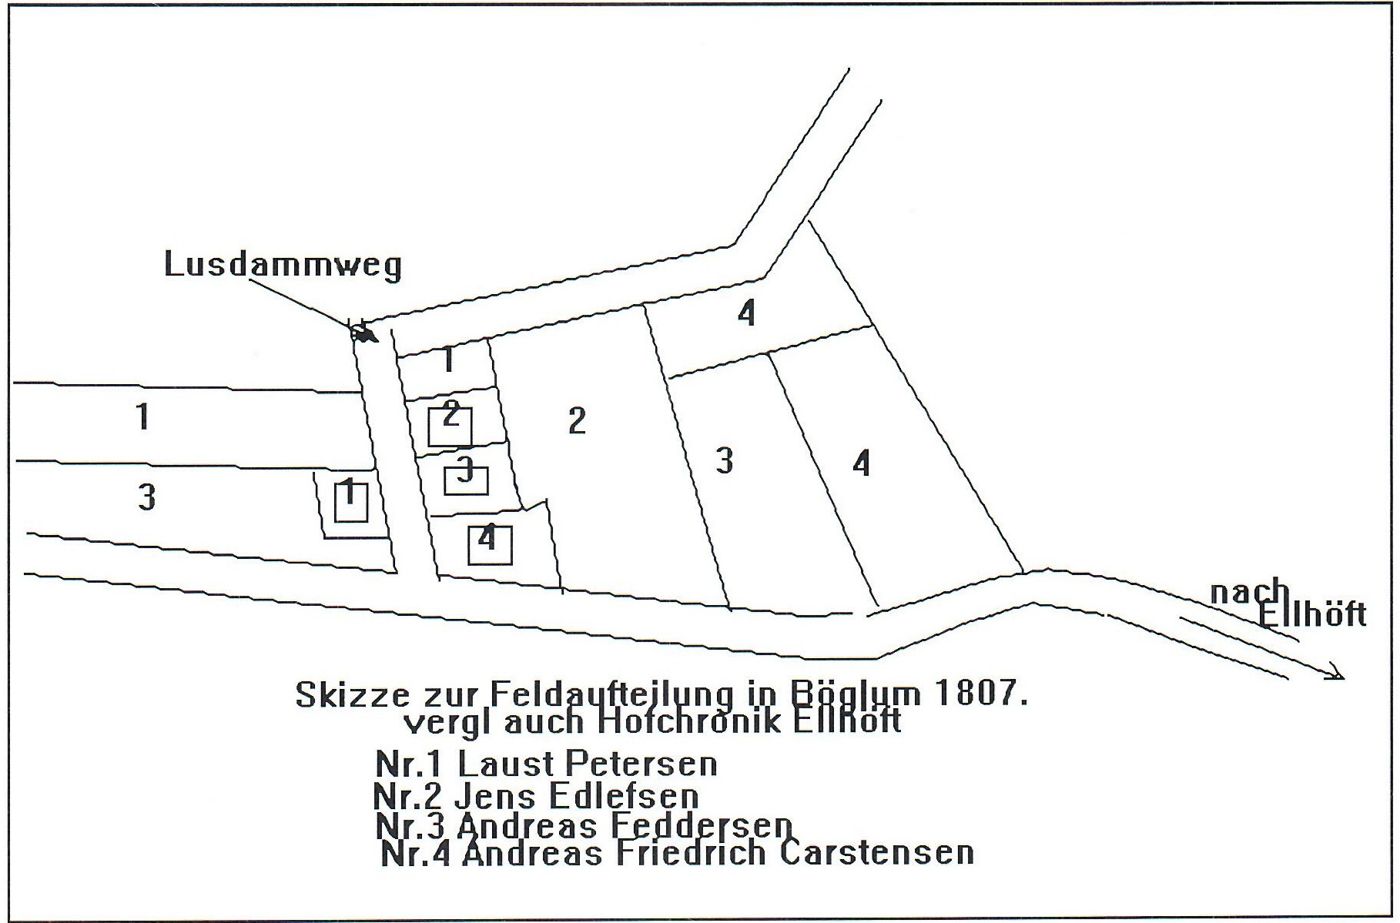 Lusdammweg
4
1
2
2
1
3
4
3
3
1
4
nach
Ellhöft
Skizze zur Feldaufteilung in Böglum 1807.
vergl auch Hofchronik Ellhöft
Nr.1 Laust Petersen
Nr.2 Jens Edlefsen
Nr.3 Andreas Feddersen
Nr.4 Andreas Friedrich Carstensen